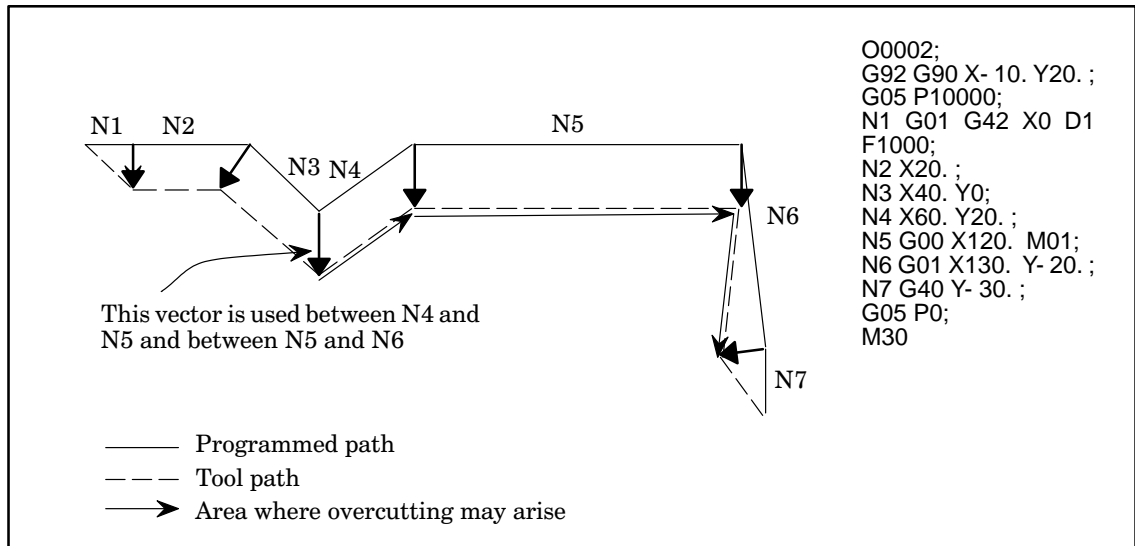 N1
N2
N3
N4
N5
N6
N7
This vector is used between N4 and
N5 and between N5 and N6
Programmed path
Tool path
Area where overcutting may arise
O0002;
G92 G90 X- 10. Y20. ;
G05 P10000;
N1 G01 G42 X0 D1
F1000;
N2 X20. ;
N3 X40. Y0;
N4 X60. Y20. ;
N5 G00 X120. M01;
N6 G01 X130. Y- 20. ;
N7 G40 Y- 30. ;
G05 P0;
M30